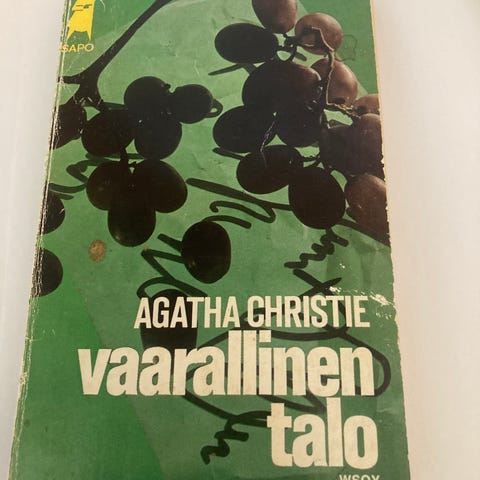 SAPO
AGATHA CHRISTIE
vaarallinen
talo
WSOY